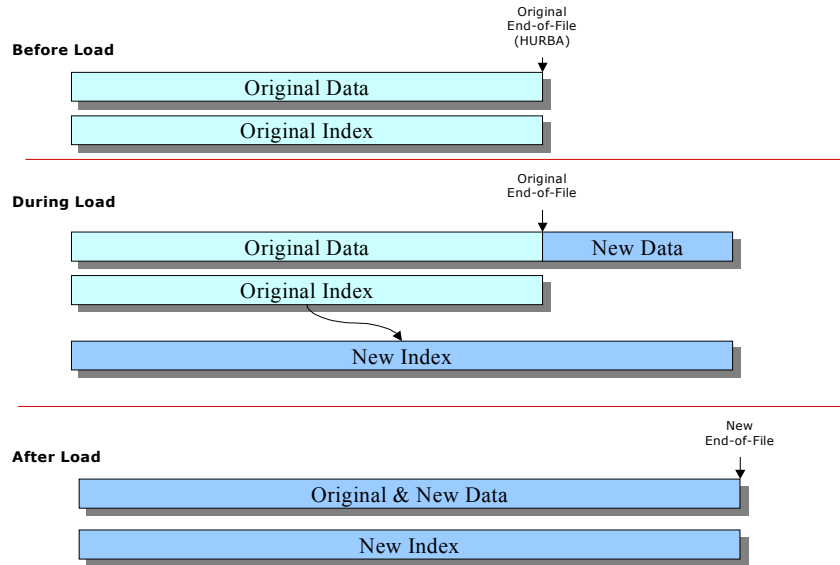 Original
End-of-File
(HURBA)
Before Load
Original Data
Original Index
Original
End-of-File
During Load
Original Data
New Data
Original Index
New Index
New
End-of-File
After Load
Original & New Data
New Index